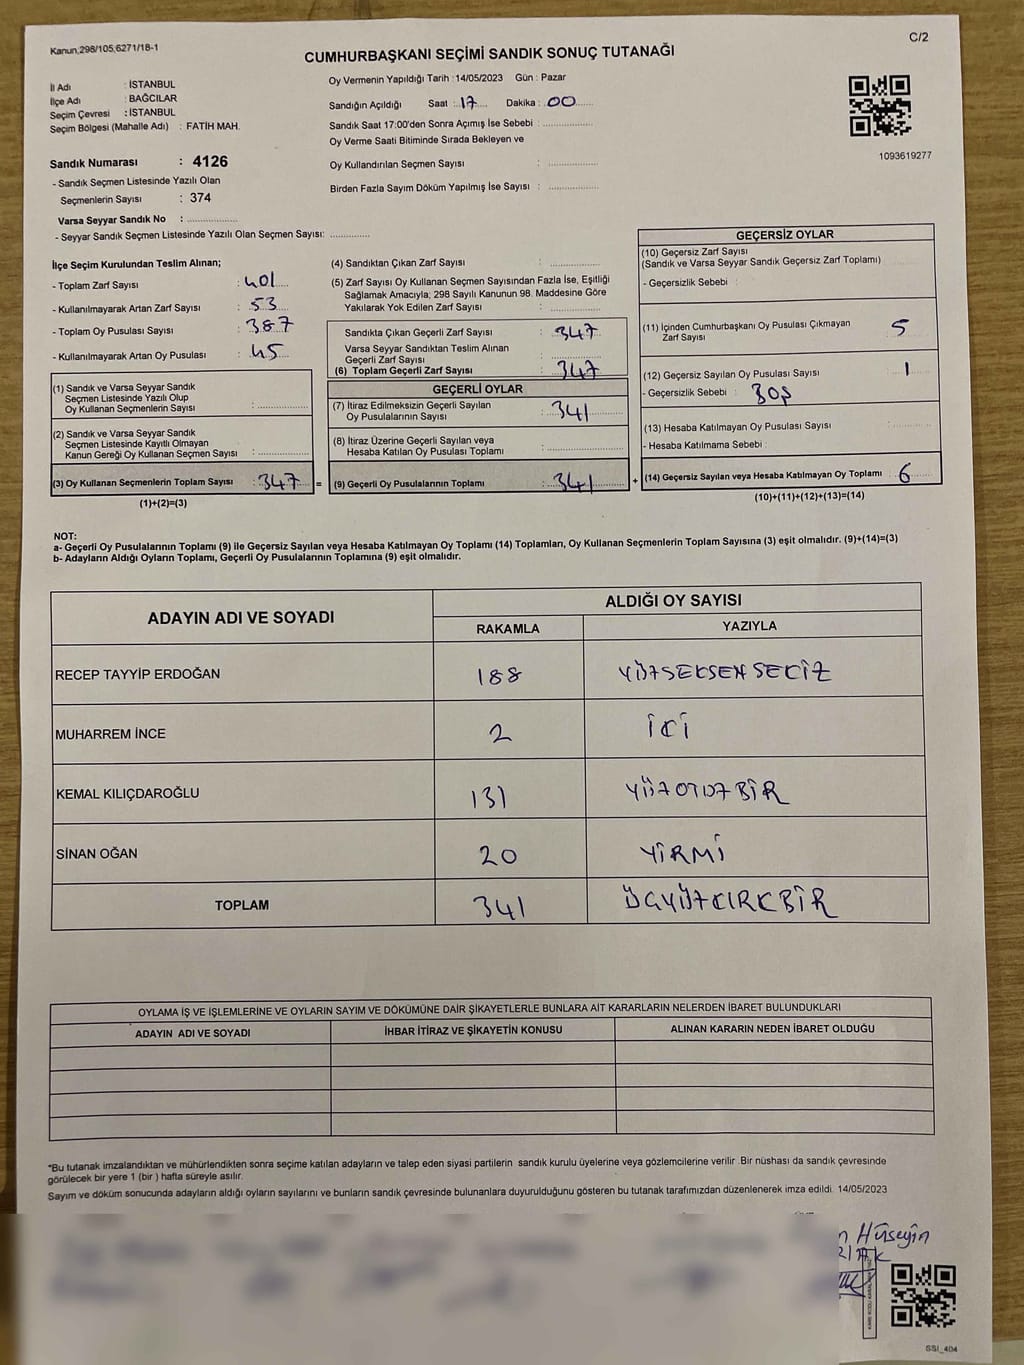 Kanun,298/105,6271/18-1
C/2
CUMHURBAŞKANI SEÇİMİ SANDIK SONUÇ TUTANAĞI
İl Adı : İSTANBUL
İlçe Adı : BAĞCILAR
Seçim Çevresi : İSTANBUL
Seçim Bölgesi (Mahalle Adı) : FATİH MAH.
Oy Vermenin Yapıldığı Tarih :14/05/2023 Gün : Pazar
Sandığın Açıldığı Saat : 17 Dakika : 00
Sandık Saat 17:00'den Sonra Açımış İse Sebebi :
Oy Verme Saati Bitiminde Sırada Bekleyen ve
Oy Kullandırılan Seçmen Sayısı :
Birden Fazla Sayım Döküm Yapılmış İse Sayısı :
1093619277
Sandık Numarası : 4126
- Sandık Seçmen Listesinde Yazılı Olan
Seçmenlerin Sayısı : 374
Varsa Seyyar Sandık No :
- Seyyar Sandık Seçmen Listesinde Yazılı Olan Seçmen Sayısı:
İlçe Seçim Kurulundan Teslim Alınan;
- Toplam Zarf Sayısı : 401
- Kullanılmayarak Artan Zarf Sayısı : 53
- Toplam Oy Pusulası Sayısı : 387
- Kullanılmayarak Artan Oy Pusulası : 45
(1) Sandık ve Varsa Seyyar Sandık
Seçmen Listesinde Yazılı Olup
Oy Kullanan Seçmenlerin Sayısı :
(2) Sandık ve Varsa Seyyar Sandık
Seçmen Listesinde Kayıtlı Olmayan
Kanun Gereği Oy Kullanan Seçmen Sayısı :
(3) Oy Kullanan Seçmenlerin Toplam Sayısı : 347 =
(1)+(2)=(3)
(4) Sandıktan Çıkan Zarf Sayısı :
(5) Zarf Sayısı Oy Kullanan Seçmen Sayısından Fazla İse, Eşitliği
Sağlamak Amacıyla; 298 Sayılı Kanunun 98. Maddesine Göre
Yakılarak Yok Edilen Zarf Sayısı :
Sandıkta Çıkan Geçerli Zarf Sayısı : 347
Varsa Seyyar Sandıktan Teslim Alınan
Geçerli Zarf Sayısı :
(6) Toplam Geçerli Zarf Sayısı : 347
GEÇERLİ OYLAR
(7) İtiraz Edilmeksizin Geçerli Sayılan
Oy Pusulalarının Sayısı : 341
(8) İtiraz Üzerine Geçerli Sayılan veya
Hesaba Katılan Oy Pusulası Toplamı :
(9) Geçerli Oy Pusulalarının Toplamı : 341 +
GEÇERSİZ OYLAR
(10) Geçersiz Zarf Sayısı
(Sandık ve Varsa Seyyar Sandık Geçersiz Zarf Toplamı) :
- Geçersizlik Sebebi :
(11) İçinden Cumhurbaşkanı Oy Pusulası Çıkmayan
Zarf Sayısı : 5
(12) Geçersiz Sayılan Oy Pusulası Sayısı : 1
- Geçersizlik Sebebi : Boş
(13) Hesaba Katılmayan Oy Pusulası Sayısı :
- Hesaba Katılmama Sebebi :
(14) Geçersiz Sayılan veya Hesaba Katılmayan Oy Toplamı : 6
(10)+(11)+(12)+(13)=(14)
NOT:
a- Geçerli Oy Pusulalarının Toplamı (9) ile Geçersiz Sayılan veya Hesaba Katılmayan Oy Toplamı (14) Toplamları, Oy Kullanan Seçmenlerin Toplam Sayısına (3) eşit olmalıdır. (9)+(14)=(3)
b- Adayların Aldığı Oyların Toplamı, Geçerli Oy Pusulalarının Toplamına (9) eşit olmalıdır.
ADAYIN ADI VE SOYADI ALDIĞI OY SAYISI
RAKAMLA YAZIYLA
RECEP TAYYİP ERDOĞAN 188 YÜZSEKSEN SEKİZ
MUHARREM İNCE 2 İKİ
KEMAL KILIÇDAROĞLU 131 YÜZOTUZBİR
SİNAN OĞAN 20 YİRMİ
TOPLAM 341 ÜÇYÜZKIRKBİR
OYLAMA İŞ VE İŞLEMLERİNE VE OYLARIN SAYIM VE DÖKÜMÜNE DAİR ŞİKAYETLERLE BUNLARA AİT KARARLARIN NELERDEN İBARET BULUNDUKLARI
ADAYIN ADI VE SOYADI İHBAR İTİRAZ VE ŞİKAYETİN KONUSU ALINAN KARARIN NEDEN İBARET OLDUĞU
*Bu tutanak imzalandıktan ve mühürlendikten sonra seçime katılan adayların ve talep eden siyasi partilerin sandık kurulu üyelerine veya gözlemcilerine verilir .Bir nüshası da sandık çevresinde
görülecek bir yere 1 (bir ) hafta süreyle asılır.
Sayım ve döküm sonucunda adayların aldığı oyların sayılarını ve bunların sandık çevresinde bulunanlara duyurulduğunu gösteren bu tutanak tarafımızdan düzenlenerek imza edildi. 14/05/2023
n Hüseyin
SSI_404